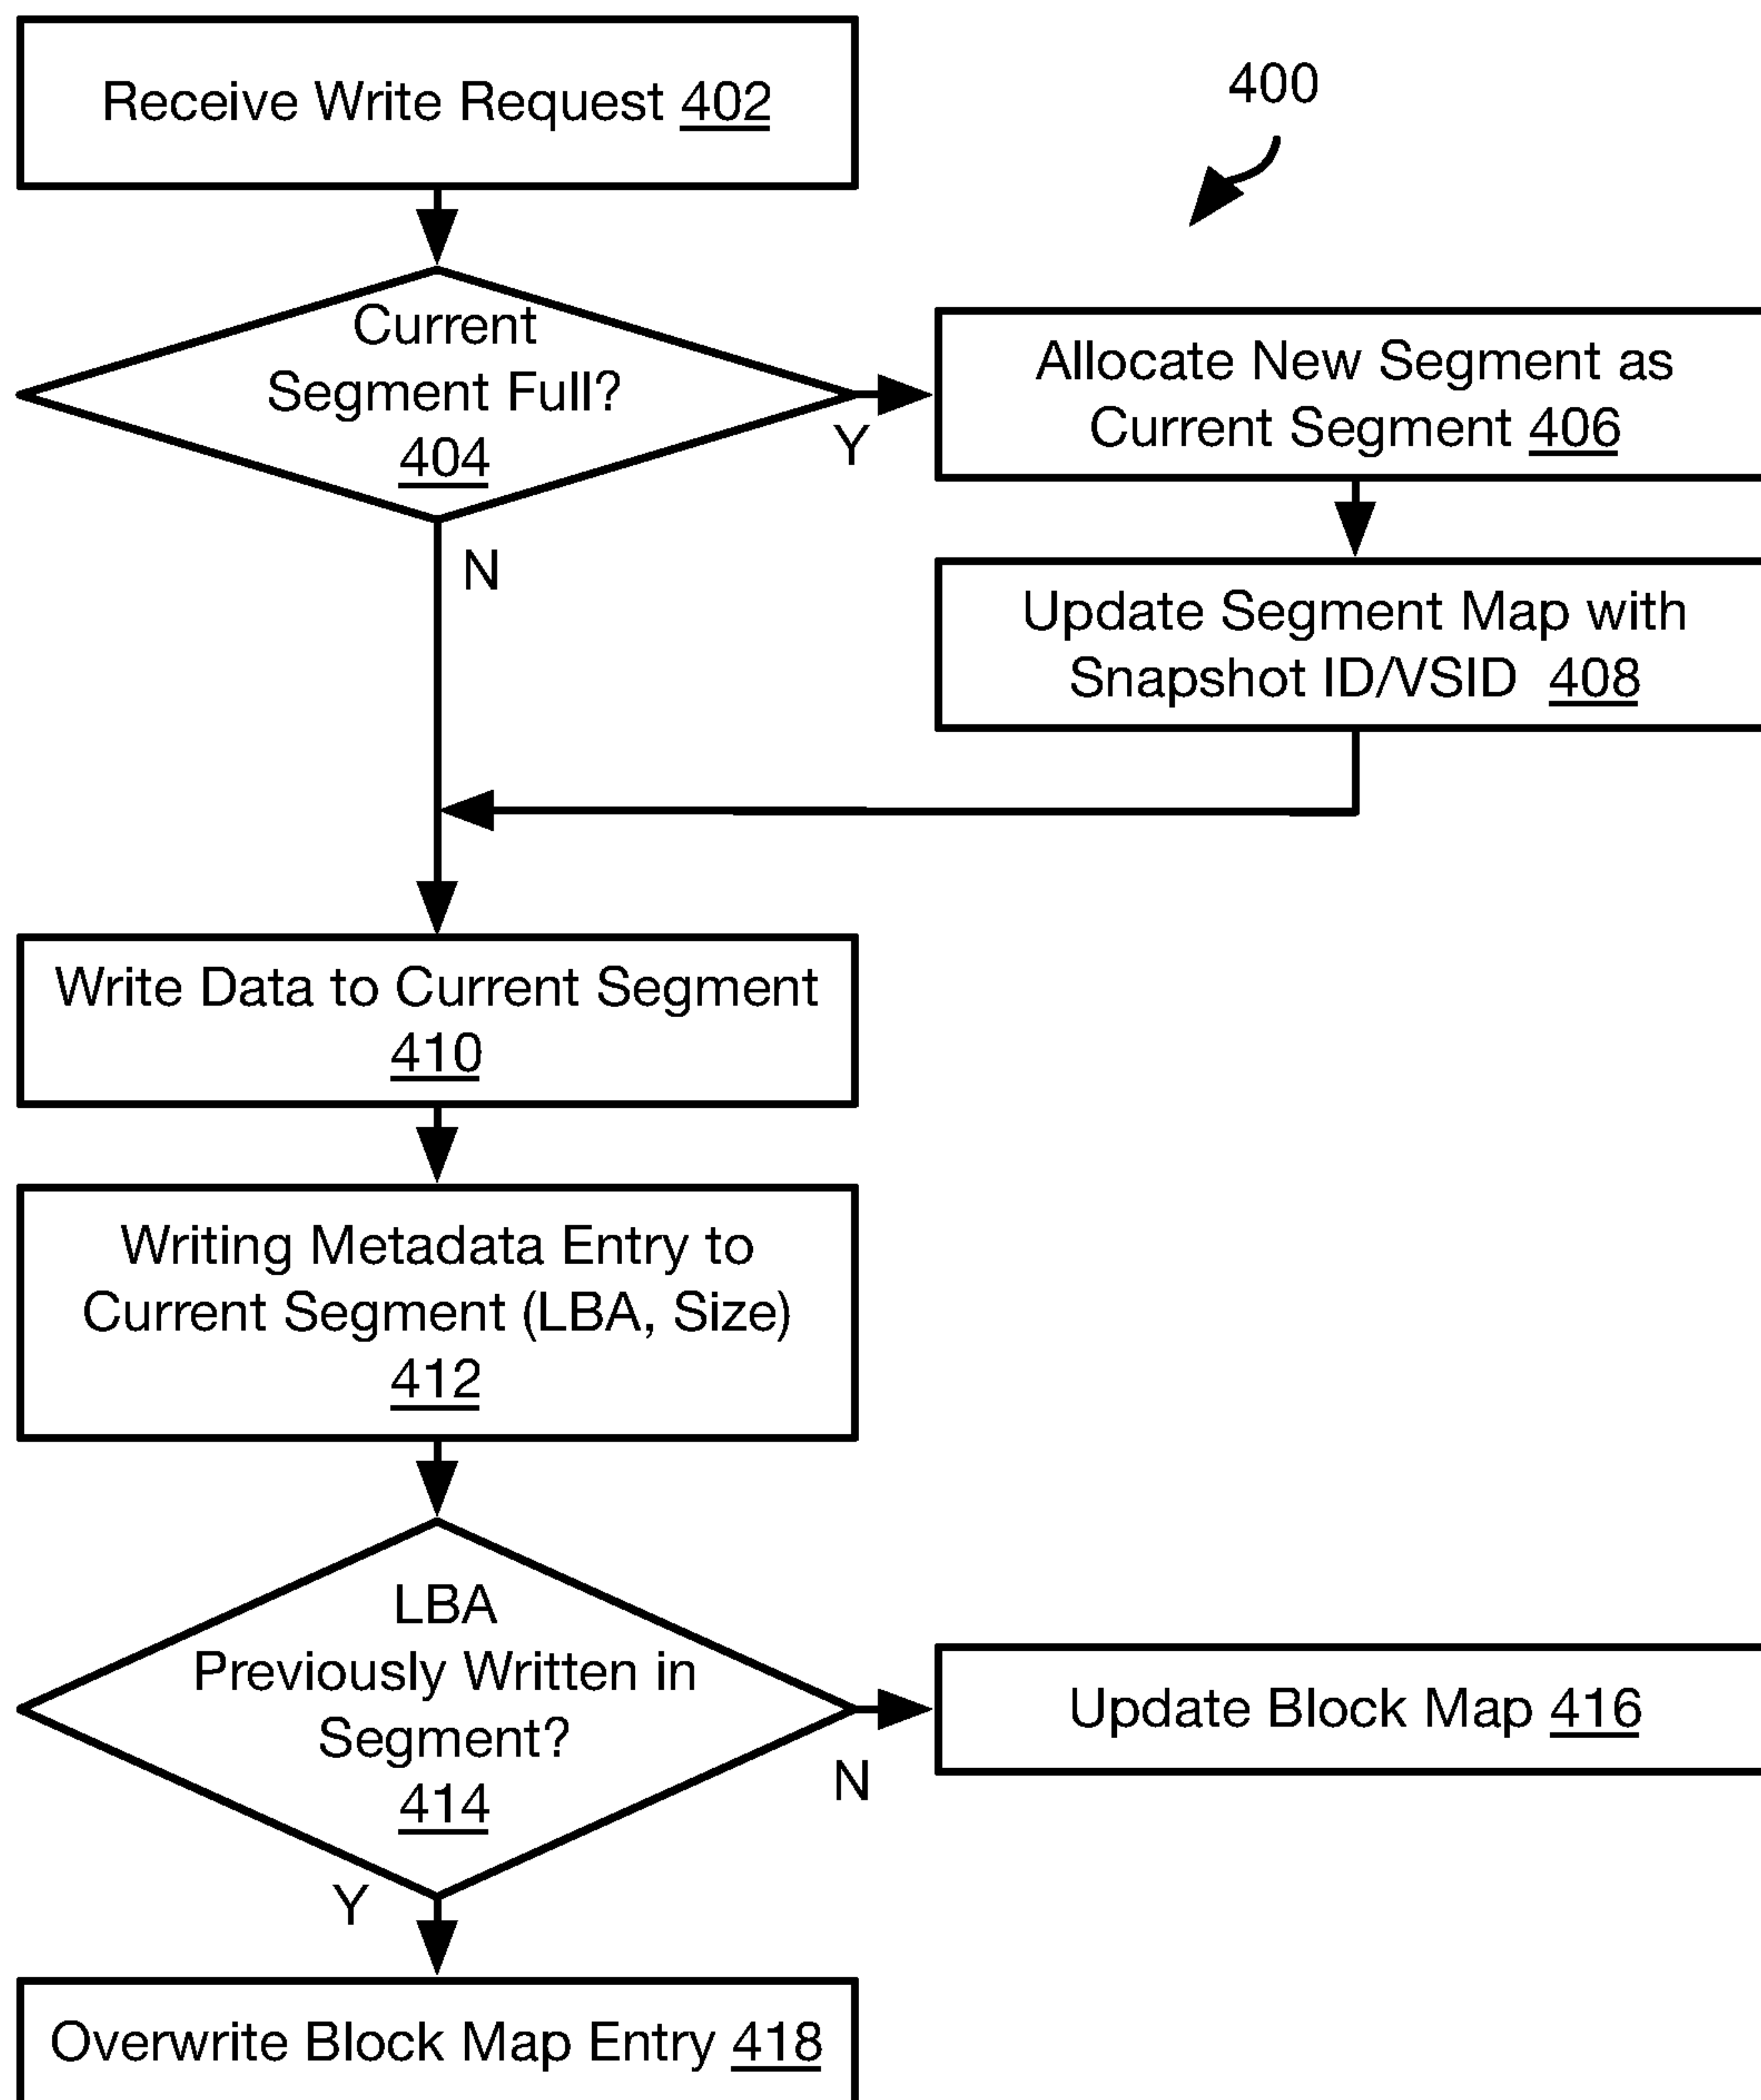 Receive Write Request 402
400
Current
Segment Full?
404
Y
N
Allocate New Segment as
Current Segment 406
Update Segment Map with
Snapshot ID/VSID 408
Write Data to Current Segment
410
Writing Metadata Entry to
Current Segment (LBA, Size)
412
LBA
Previously Written in
Segment?
414
N
Update Block Map 416
Y
Overwrite Block Map Entry 418